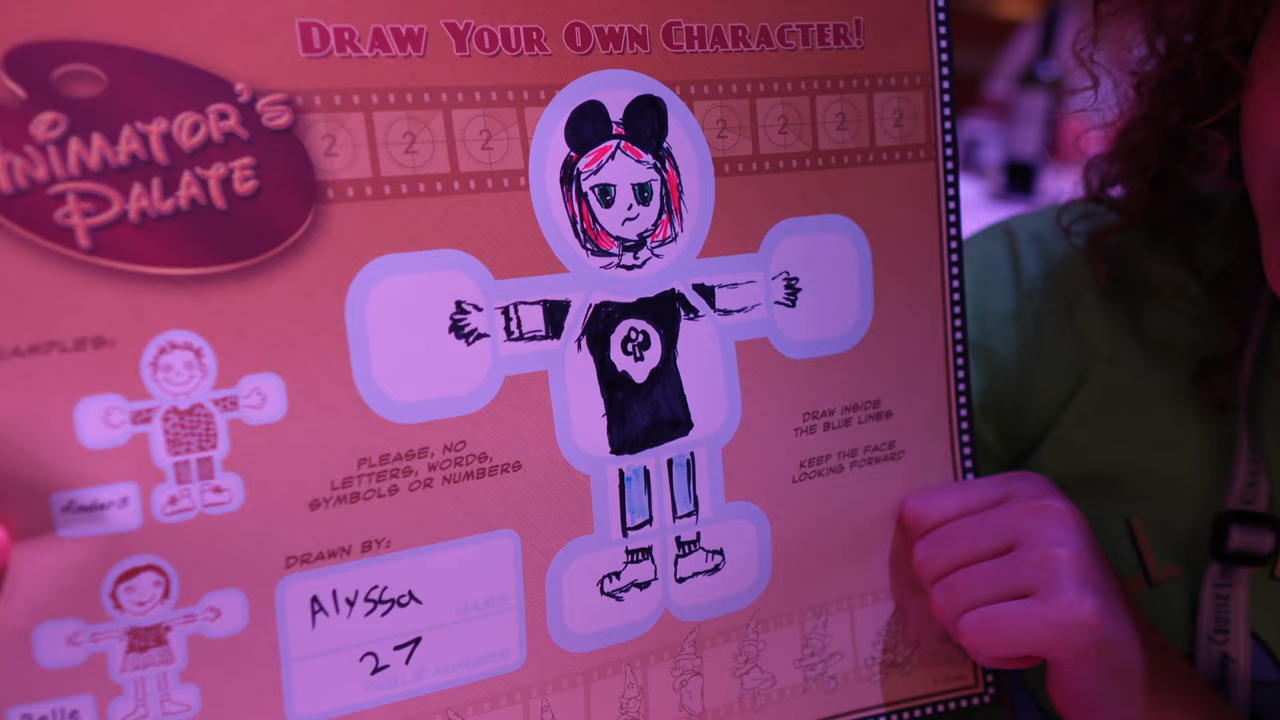 DRAW YOUR OWN CHARACTER!
ANIMATOR'S
PALATE
2 2 2 2 2 2 2
PLEASE, NO
LETTERS, WORDS,
SYMBOLS OR NUMBERS
DRAW INSIDE
THE BLUE LINES
KEEP THE FACE
LOOKING FORWARD
DRAWN BY:
Alyssa
NAME
27
TABLE NUMBER